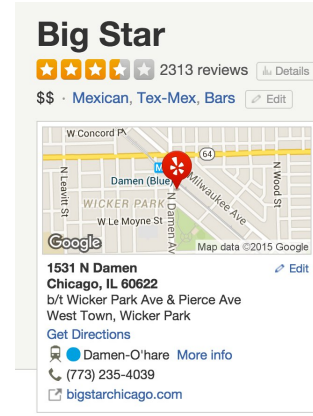 Big Star
2313 reviews Details
$$ · Mexican, Tex-Mex, Bars Edit
W Concord Pl
64
N Leavitt St
Damen (Blue)
M
Milwaukee Ave
N Wood St
WICKER PARK
N Damen Av
W Le Moyne St
Google
Map data ©2015 Google
1531 N Damen Edit
Chicago, IL 60622
b/t Wicker Park Ave & Pierce Ave
West Town, Wicker Park
Get Directions
Damen-O'hare More info
(773) 235-4039
bigstarchicago.com